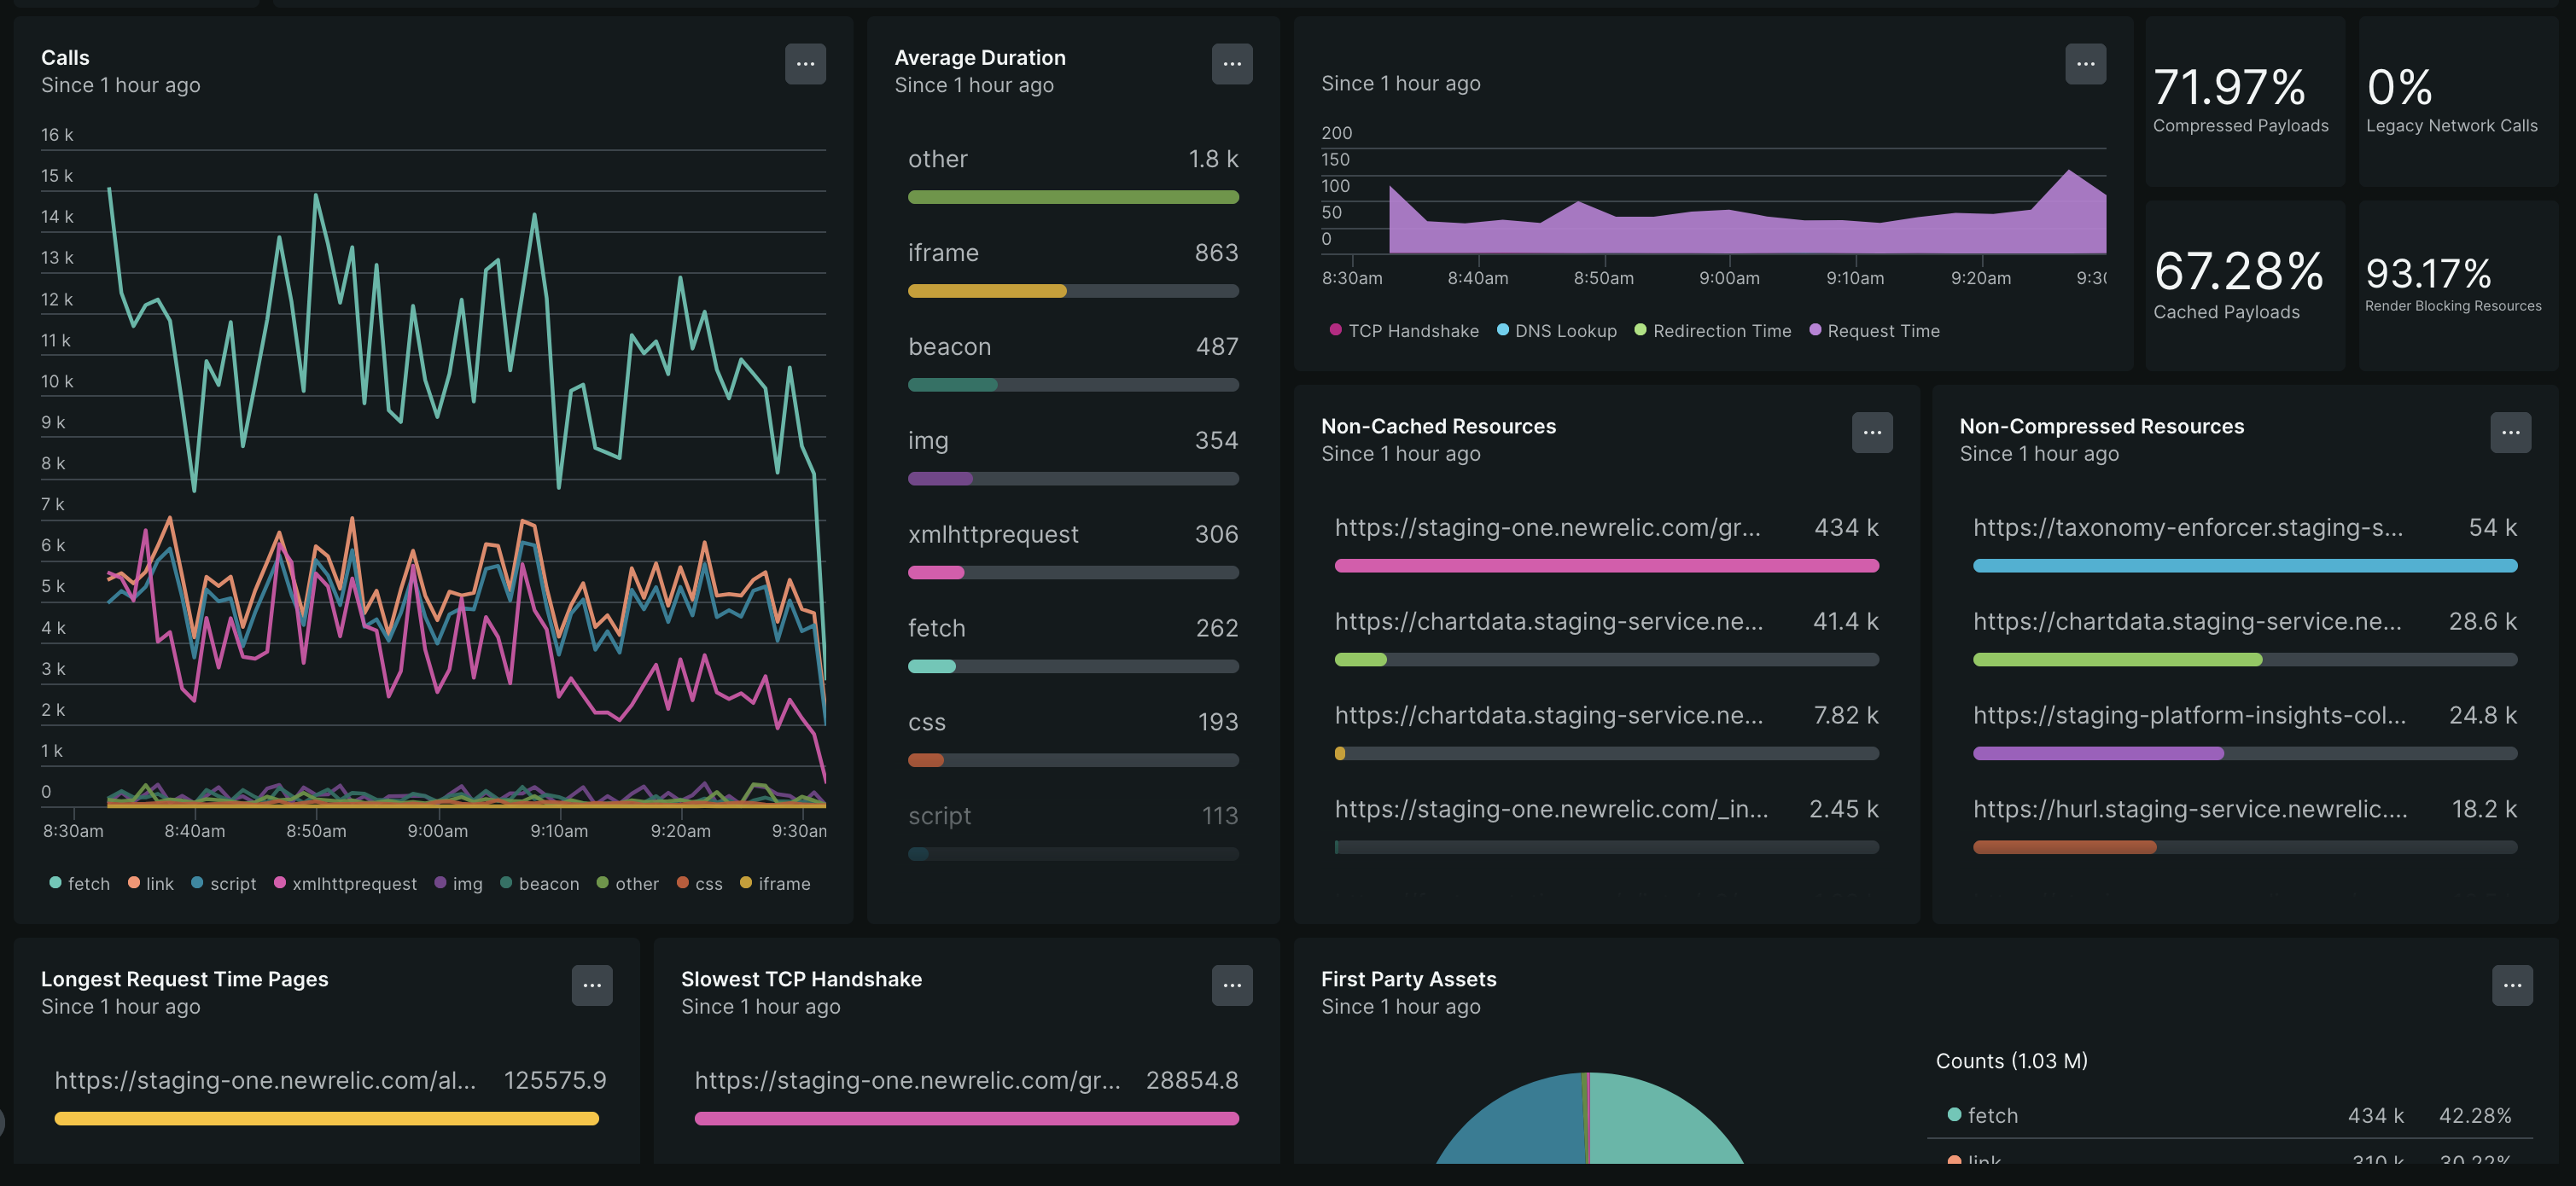 Calls
Since 1 hour ago
16 k
15 k
14 k
13 k
12 k
11 k
10 k
9 k
8 k
7 k
6 k
5 k
4 k
3 k
2 k
1 k
0
8:30am 8:40am 8:50am 9:00am 9:10am 9:20am 9:30an
fetch link script xmlhttprequest img beacon other css iframe
Average Duration
Since 1 hour ago
other 1.8 k
iframe 863
beacon 487
img 354
xmlhttprequest 306
fetch 262
css 193
script 113
Since 1 hour ago
200
150
100
50
0
8:30am 8:40am 8:50am 9:00am 9:10am 9:20am 9:30
TCP Handshake DNS Lookup Redirection Time Request Time
71.97%
Compressed Payloads
0%
Legacy Network Calls
67.28%
Cached Payloads
93.17%
Render Blocking Resources
Non-Cached Resources
Since 1 hour ago
https://staging-one.newrelic.com/gr... 434 k
https://chartdata.staging-service.ne... 41.4 k
https://chartdata.staging-service.ne... 7.82 k
https://staging-one.newrelic.com/_in... 2.45 k
Non-Compressed Resources
Since 1 hour ago
https://taxonomy-enforcer.staging-s... 54 k
https://chartdata.staging-service.ne... 28.6 k
https://staging-platform-insights-col... 24.8 k
https://hurl.staging-service.newrelic.... 18.2 k
Longest Request Time Pages
Since 1 hour ago
https://staging-one.newrelic.com/al... 125575.9
Slowest TCP Handshake
Since 1 hour ago
https://staging-one.newrelic.com/gr... 28854.8
First Party Assets
Since 1 hour ago
Counts (1.03 M)
fetch 434 k 42.28%
link 310 k 30.22%